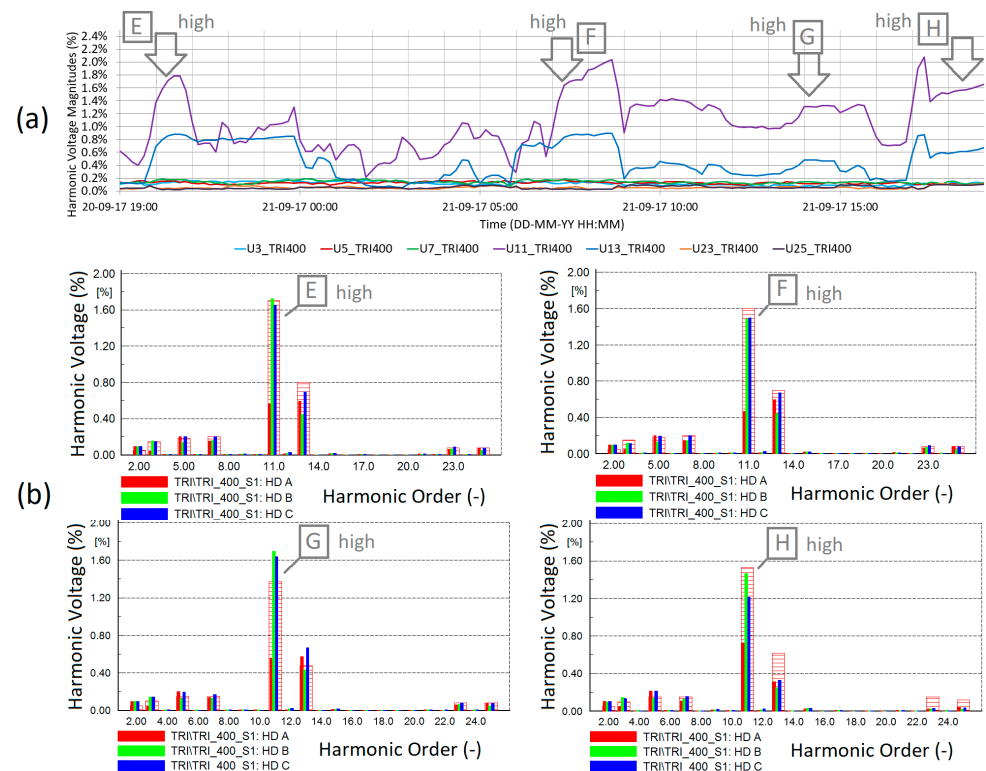 E high high F high G high H
(a)
Harmonic Voltage Magnitudes (%)
2.4%
2.2%
2.0%
1.8%
1.6%
1.4%
1.2%
1.0%
0.8%
0.6%
0.4%
0.2%
0.0%
20-09-17 19:00 21-09-17 00:00 21-09-17 05:00 21-09-17 10:00 21-09-17 15:00
Time (DD-MM-YY HH:MM)
U3_TRI400 U5_TRI400 U7_TRI400 U11_TRI400 U13_TRI400 U23_TRI400 U25_TRI400
(b)
Harmonic Voltage (%)
2.00
[%]
1.60
1.20
0.80
0.40
0.00
E high
2.00 5.00 8.00 11.0 14.0 17.0 20.0 23.0
TRI\TRI_400_S1: HD A
TRI\TRI_400_S1: HD B
TRI\TRI_400_S1: HD C
Harmonic Order (-)
Harmonic Voltage (%)
2.00
[%]
1.60
1.20
0.80
0.40
0.00
F high
2.00 5.00 8.00 11.0 14.0 17.0 20.0 23.0
TRI\TRI_400_S1: HD A
TRI\TRI_400_S1: HD B
TRI\TRI_400_S1: HD C
Harmonic Order (-)
Harmonic Voltage (%)
2.00
[%]
1.60
1.20
0.80
0.40
0.00
G high
2.00 4.00 6.00 8.00 10.0 12.0 14.0 16.0 18.0 20.0 22.0 24.0
TRI\TRI_400_S1: HD A
TRI\TRI_400_S1: HD B
TRI\TRI_400_S1: HD C
Harmonic Order (-)
Harmonic Voltage (%)
2.00
[%]
1.60
1.20
0.80
0.40
0.00
H high
2.00 4.00 6.00 8.00 10.0 12.0 14.0 16.0 18.0 20.0 22.0 24.0
TRI\TRI_400_S1: HD A
TRI\TRI_400_S1: HD B
TRI\TRI_400_S1: HD C
Harmonic Order (-)